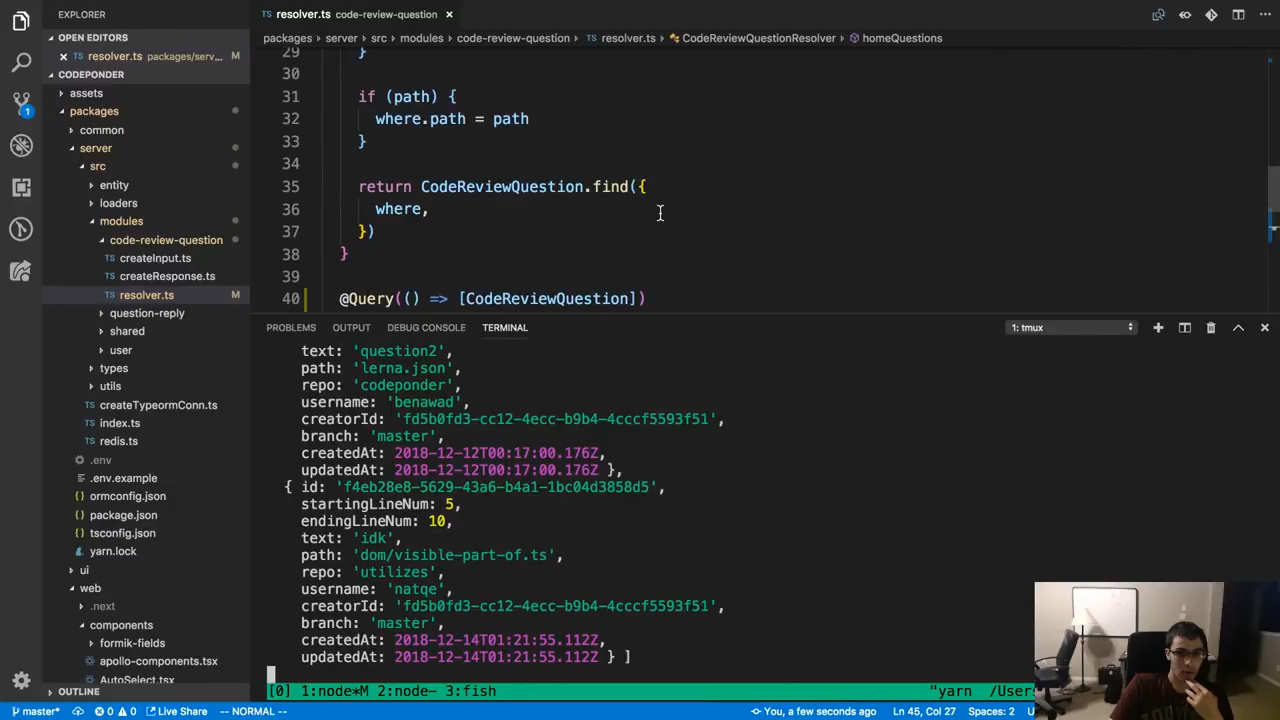 EXPLORER
resolver.ts code-review-question ×
OPEN EDITORS
× TS resolver.ts packages/serv... M
CODEPONDER
assets
packages
common
server
src
entity
loaders
modules
code-review-question
TS createInput.ts
TS createResponse.ts
TS resolver.ts M
question-reply
shared
user
types
utils
TS createTypeormConn.ts
TS index.ts
TS redis.ts
.env
.env.example
ormconfig.json
package.json
tsconfig.json
yarn.lock
ui
web
.next
components
formik-fields
apollo-components.tsx
AutoSelect.tsx
OUTLINE
packages › server › src › modules › code-review-question › TS resolver.ts › CodeReviewQuestionResolver › homeQuestions
29 }
30
31 if (path) {
32 where.path = path
33 }
34
35 return CodeReviewQuestion.find({
36 where,
37 })
38 }
39
40 @Query(() => [CodeReviewQuestion])
PROBLEMS OUTPUT DEBUG CONSOLE TERMINAL 1: tmux
text: 'question2',
path: 'lerna.json',
repo: 'codeponder',
username: 'benawad',
creatorId: 'fd5b0fd3-cc12-4ecc-b9b4-4cccf5593f51',
branch: 'master',
createdAt: 2018-12-12T00:17:00.176Z,
updatedAt: 2018-12-12T00:17:00.176Z },
{ id: 'f4eb28e8-5629-43a6-b4a1-1bc04d3858d5',
startingLineNum: 5,
endingLineNum: 10,
text: 'idk',
path: 'dom/visible-part-of.ts',
repo: 'utilizes',
username: 'natqe',
creatorId: 'fd5b0fd3-cc12-4ecc-b9b4-4cccf5593f51',
branch: 'master',
createdAt: 2018-12-14T01:21:55.112Z,
updatedAt: 2018-12-14T01:21:55.112Z } ]
[0] 1:node*M 2:node- 3:fish "yarn /Users
master* 0 0 Live Share -- NORMAL -- You, a few seconds ago Ln 45, Col 27 Spaces: 2